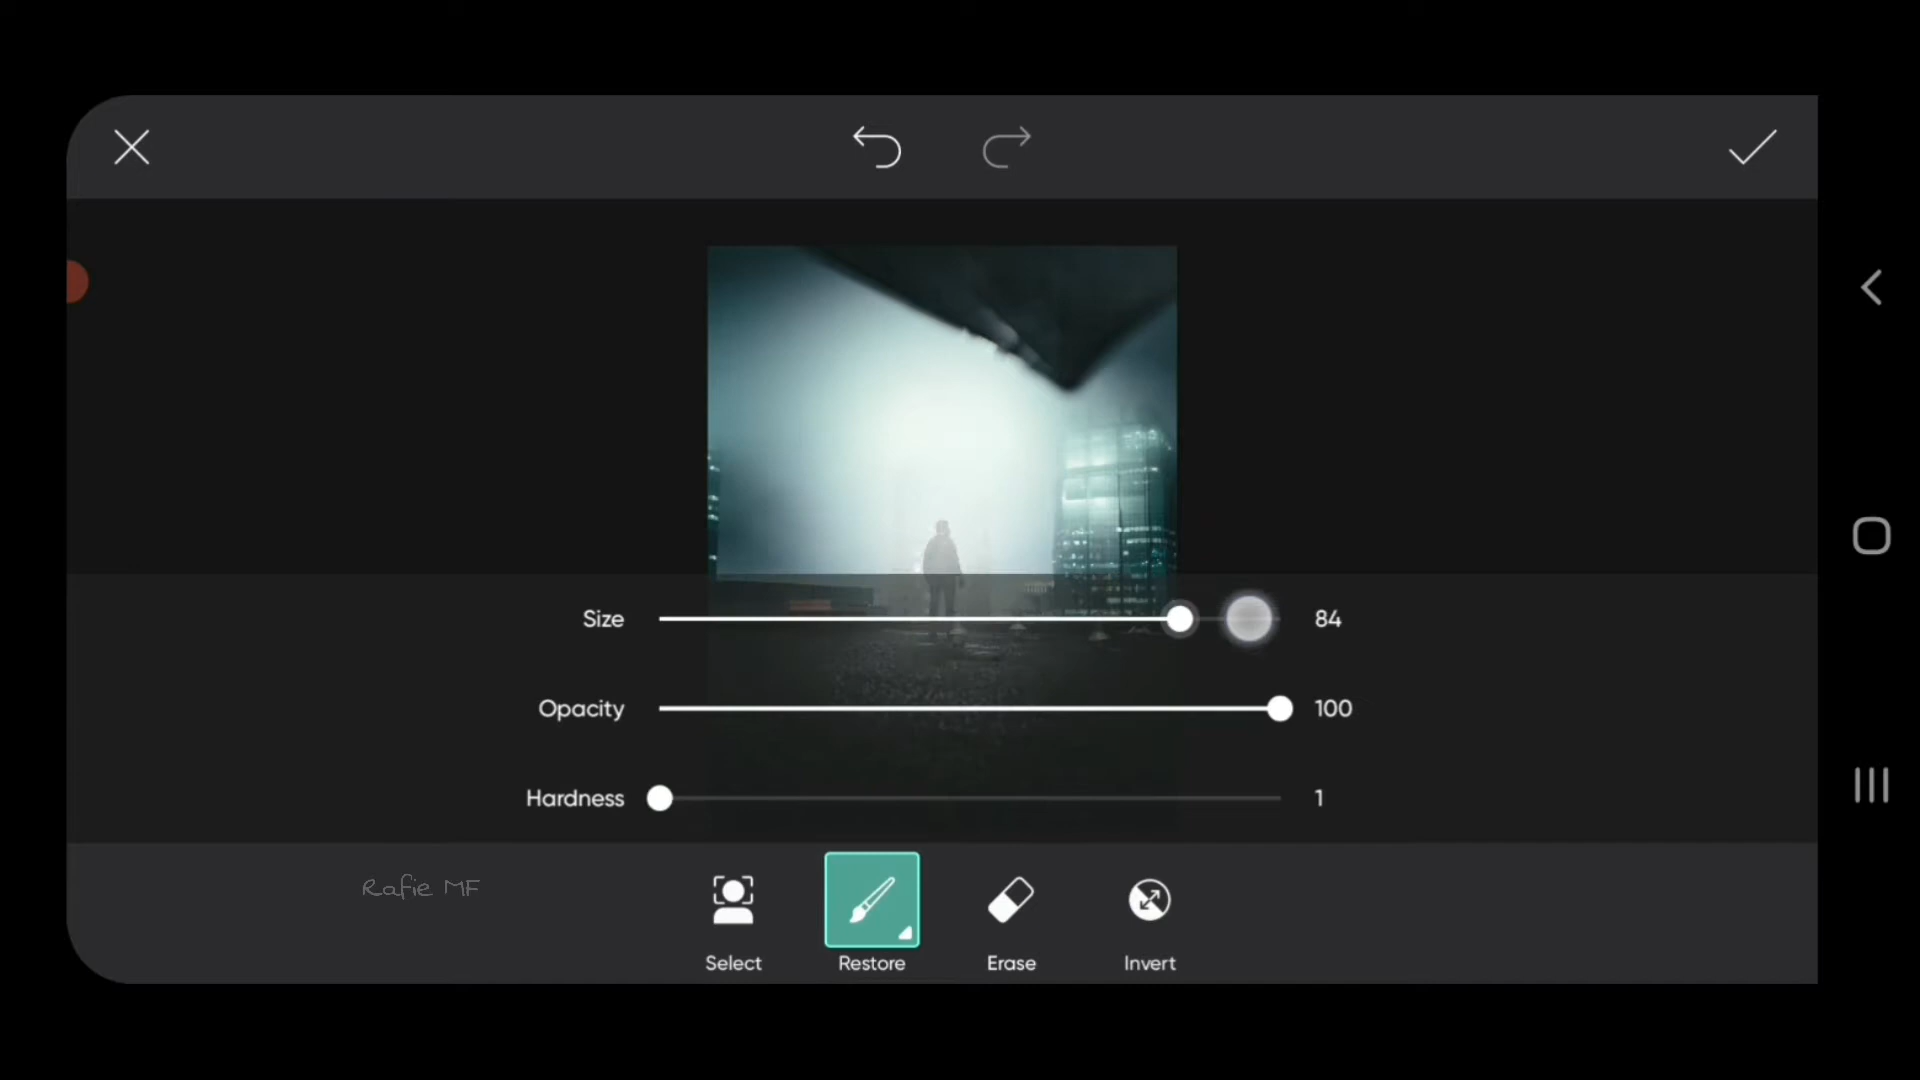 Size 84
Opacity 100
Hardness 1
Rafie MF
Select Restore Erase Invert